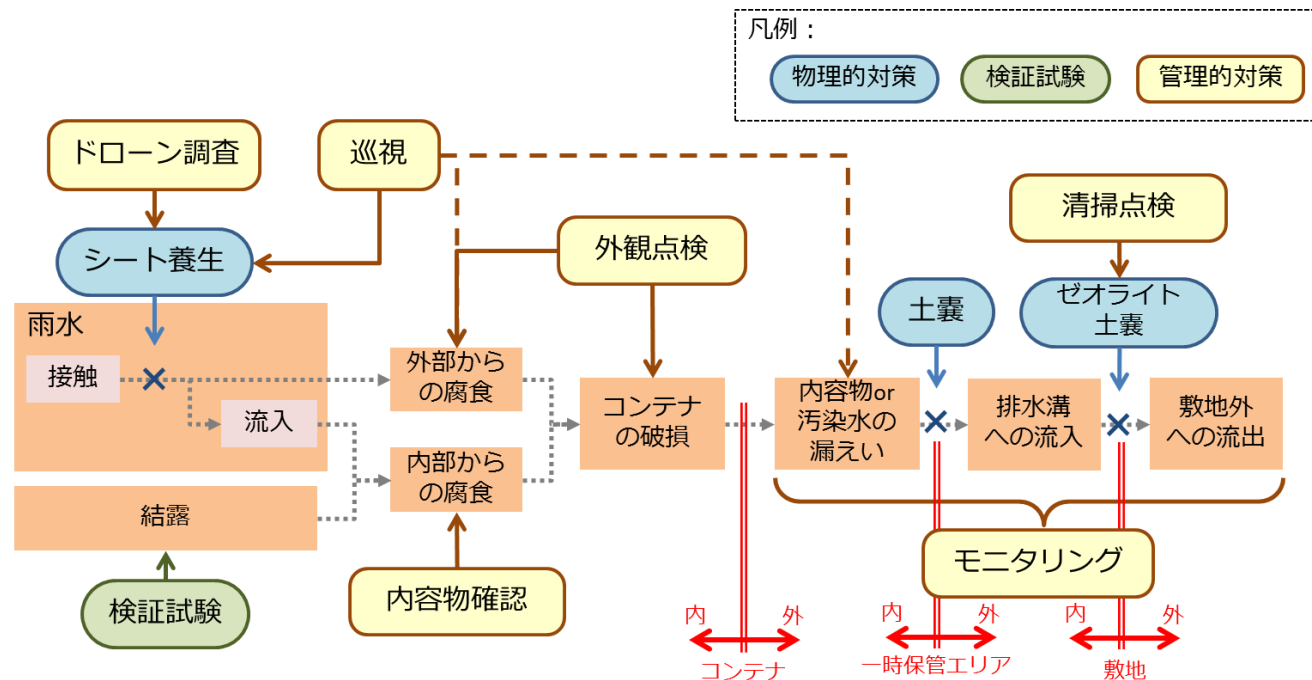 凡例：
物理的対策
検証試験
管理的対策
ドローン調査
巡視
清掃点検
外観点検
シート養生
土嚢
ゼオライト
土嚢
雨水
接触
流入
外部から
の腐食
コンテナ
の破損
内容物or
汚染水の
漏えい
排水溝
への流入
敷地外
への流出
内部から
の腐食
結露
モニタリング
検証試験
内容物確認
内
外
コンテナ
内
外
一時保管エリア
内
外
敷地